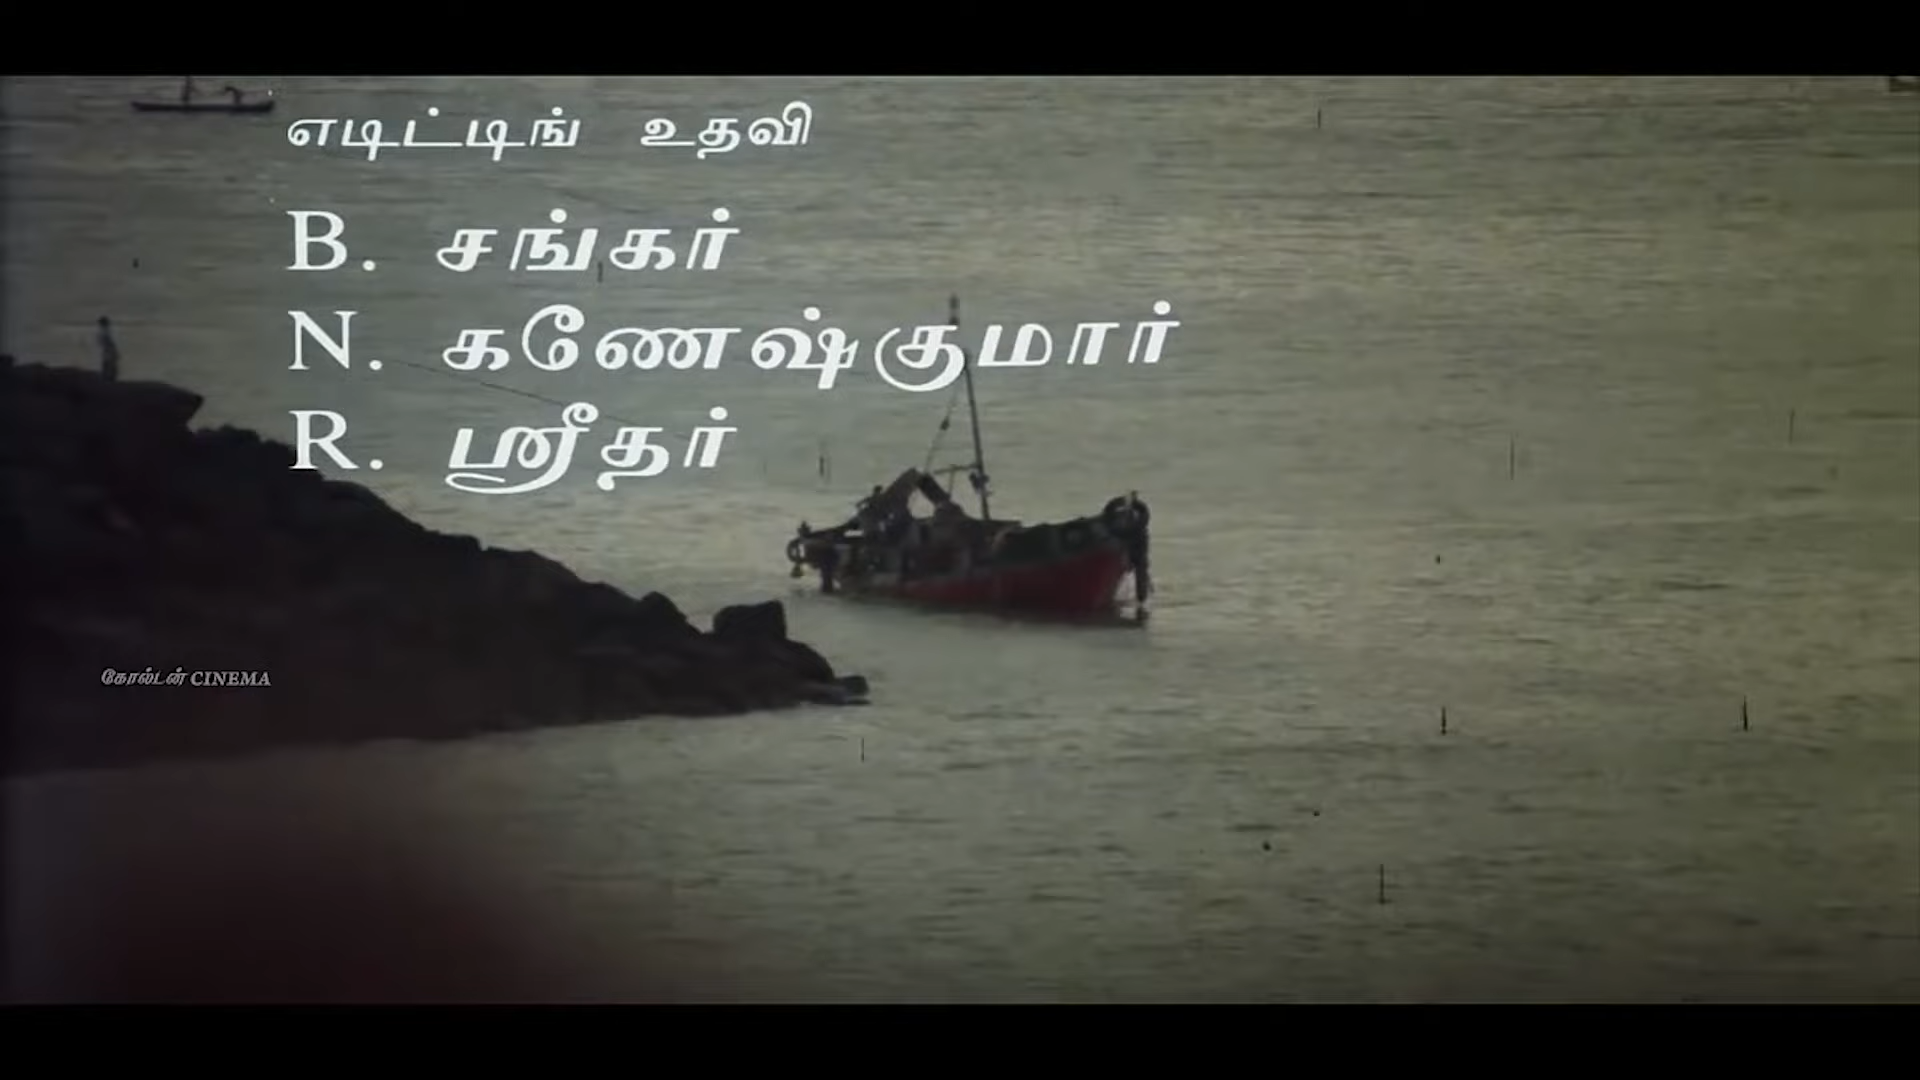 எடிட்டிங் உதவி
B. சங்கர்
N. கணேஷ்குமார்
R. ஸ்ரீதர்
கோல்டன் CINEMA